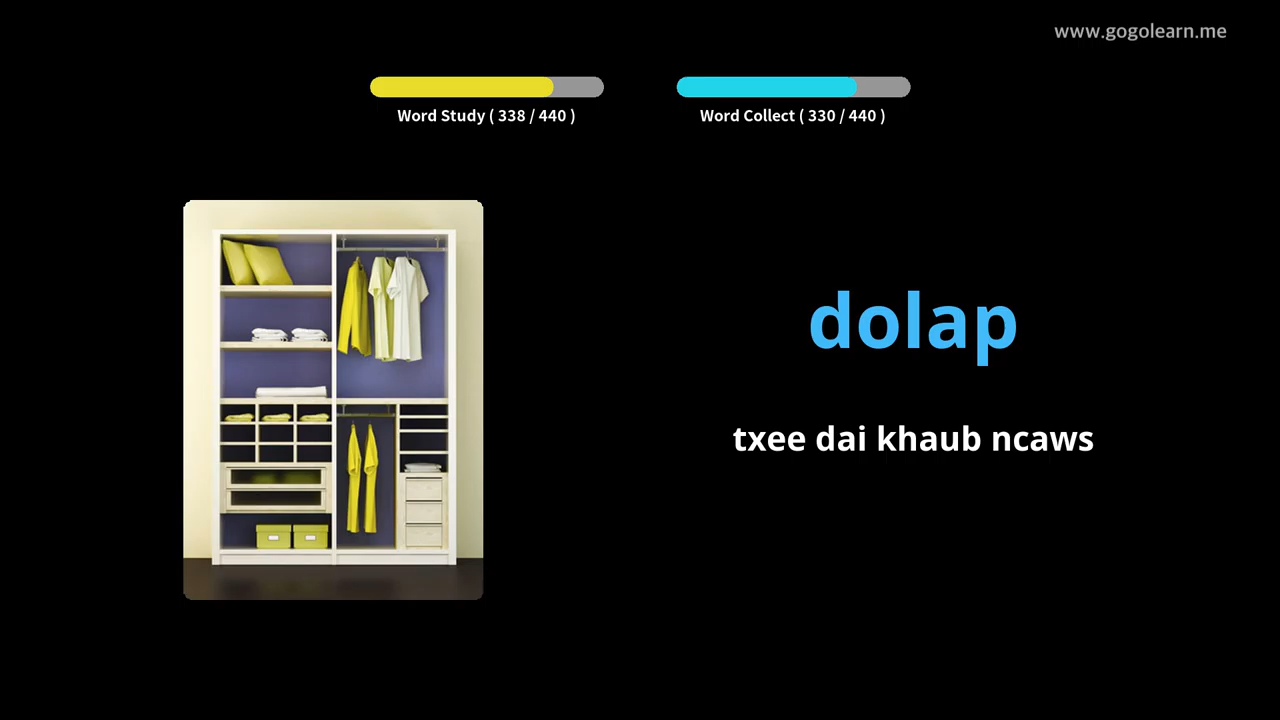 www.gogolearn.me
Word Study ( 338 / 440 )
Word Collect ( 330 / 440 )
dolap
txee dai khaub ncaws